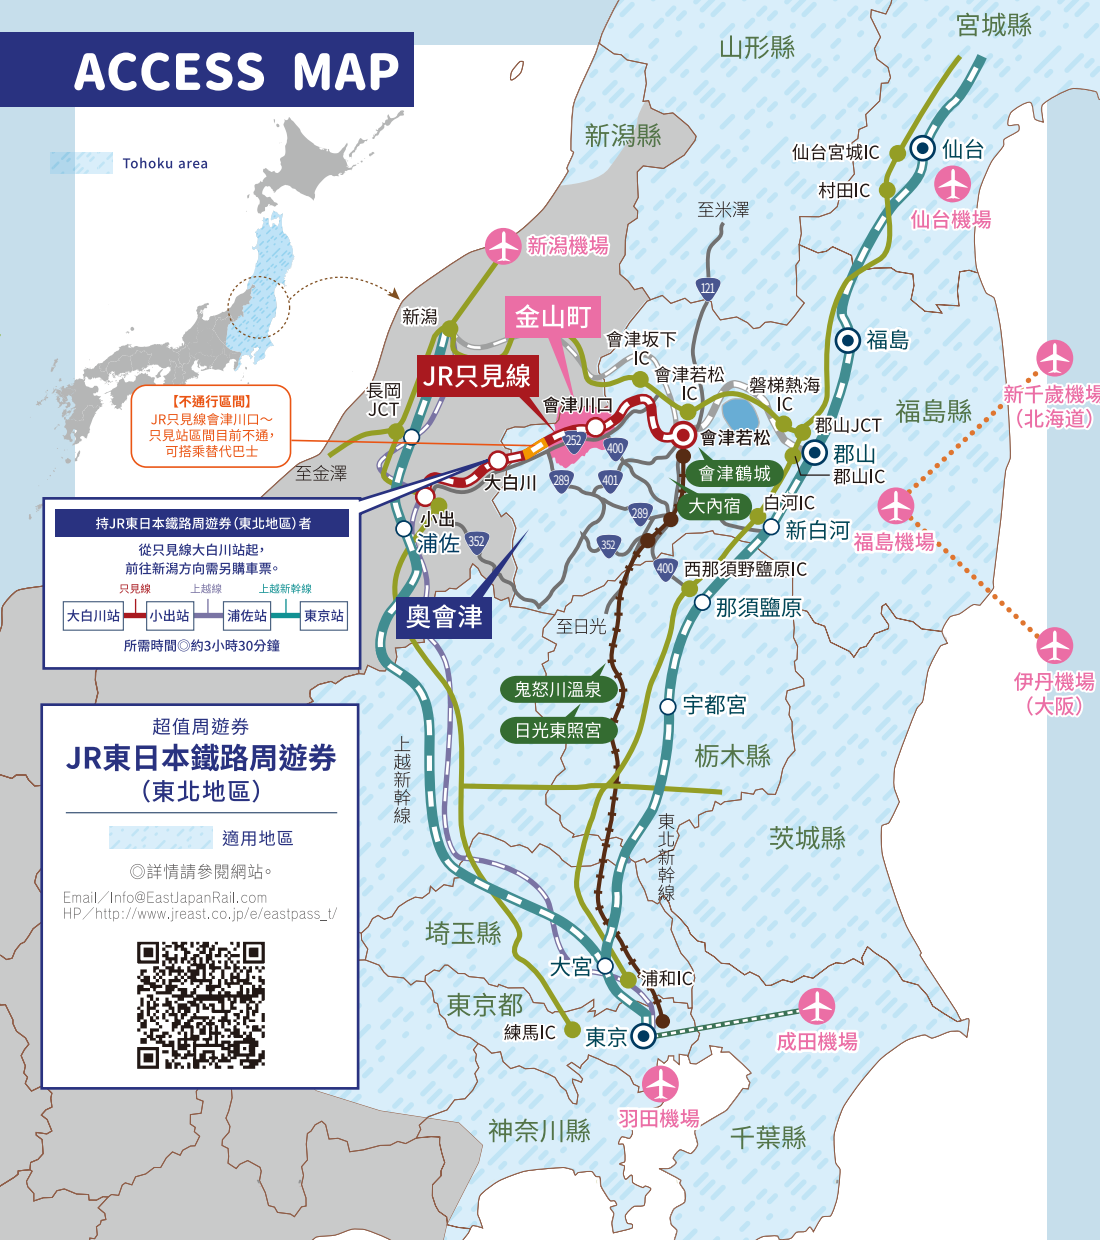 ACCESS MAP
Tohoku area
宮城縣
山形縣
新潟縣
仙台宮城IC
仙台
村田IC
仙台機場
至米澤
新潟機場
121
新潟
金山町
會津坂下
IC
福島
JR只見線
會津若松
IC
磐梯熱海
IC
新千歲機場
(北海道)
長岡
JCT
會津川口
福島縣
【不通行區間】
JR只見線會津川口～
只見站區間目前不通，
可搭乘替代巴士
252
400
會津若松
郡山JCT
郡山
郡山IC
至金澤
大白川
289
401
會津鶴城
大內宿
白河IC
小出
浦佐
352
289
352
新白河
福島機場
持JR東日本鐵路周遊券（東北地區）者
從只見線大白川站起，
前往新潟方向需另購車票。
只見線
上越線
上越新幹線
大白川站
小出站
浦佐站
東京站
所需時間◎約3小時30分鐘
400
西那須野鹽原IC
那須鹽原
奧會津
至日光
鬼怒川溫泉
伊丹機場
（大阪）
日光東照宮
宇都宮
栃木縣
上越新幹線
東北新幹線
茨城縣
超值周遊券
JR東日本鐵路周遊券
（東北地區）
適用地區
◎詳情請參閱網站。
Email／Info@EastJapanRail.com
HP／http://www.jreast.co.jp/e/eastpass_t/
埼玉縣
大宮
浦和IC
東京都
練馬IC
東京
成田機場
羽田機場
神奈川縣
千葉縣